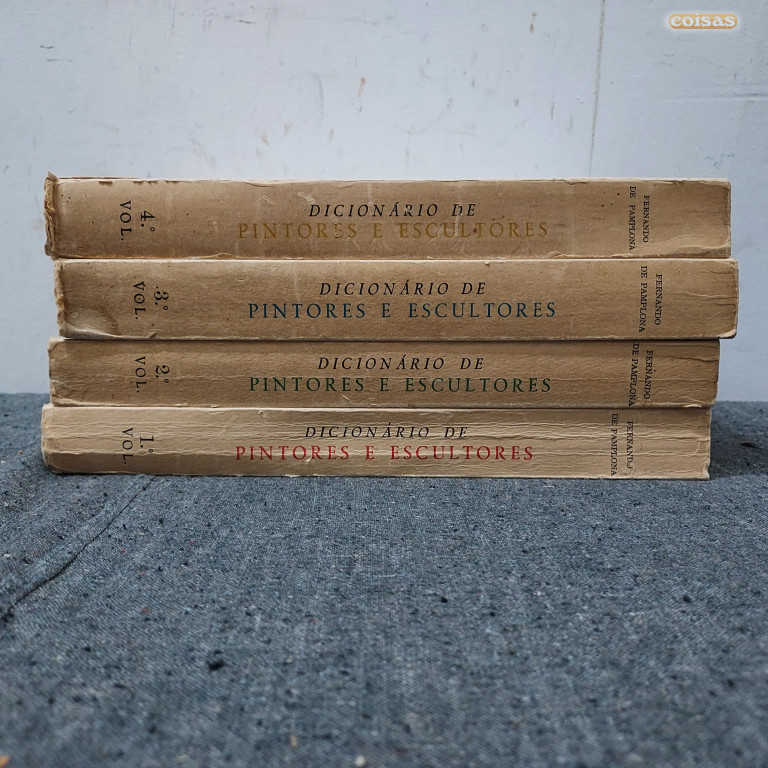 coisas
4.º
VOL.
DICIONÁRIO DE
PINTORES E ESCULTORES
FERNANDO
DE PAMPLONA
3.º
VOL.
DICIONÁRIO DE
PINTORES E ESCULTORES
FERNANDO
DE PAMPLONA
2.º
VOL.
DICIONÁRIO DE
PINTORES E ESCULTORES
FERNANDO
DE PAMPLONA
1.º
VOL.
DICIONÁRIO DE
PINTORES E ESCULTORES
FERNANDO
DE PAMPLONA